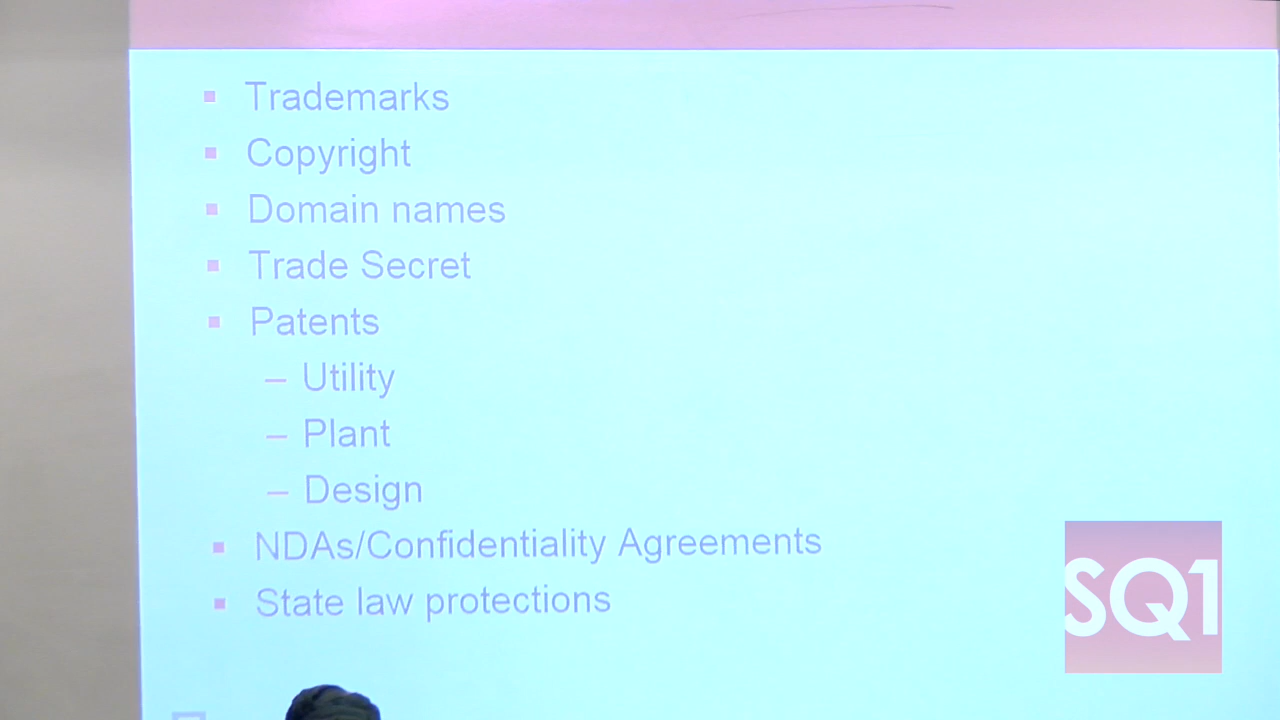 ▪ Trademarks
▪ Copyright
▪ Domain names
▪ Trade Secret
▪ Patents
– Utility
– Plant
– Design
▪ NDAs/Confidentiality Agreements
▪ State law protections
SQ1